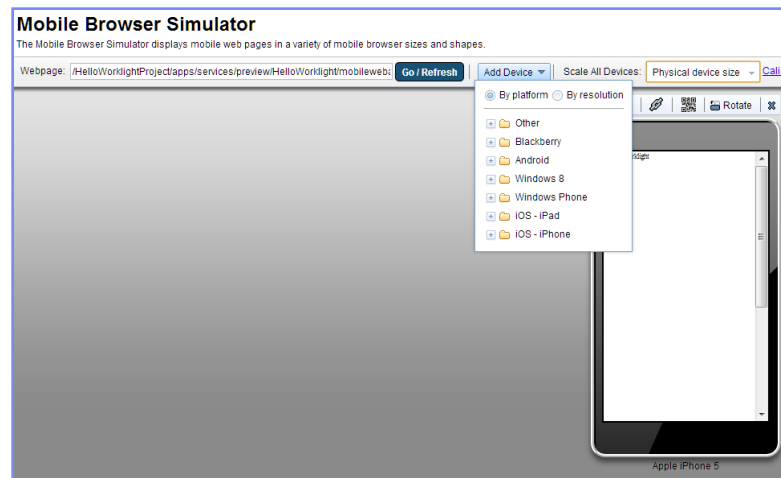 Mobile Browser Simulator
The Mobile Browser Simulator displays mobile web pages in a variety of mobile browser sizes and shapes.
Webpage: /HelloWorklightProject/apps/services/preview/HelloWorklight/mobileweb Go / Refresh Add Device Scale All Devices: Physical device size Cali
By platform By resolution
Rotate
Other
Blackberry
Android
Windows 8
Windows Phone
iOS - iPad
iOS - iPhone
Apple iPhone 5